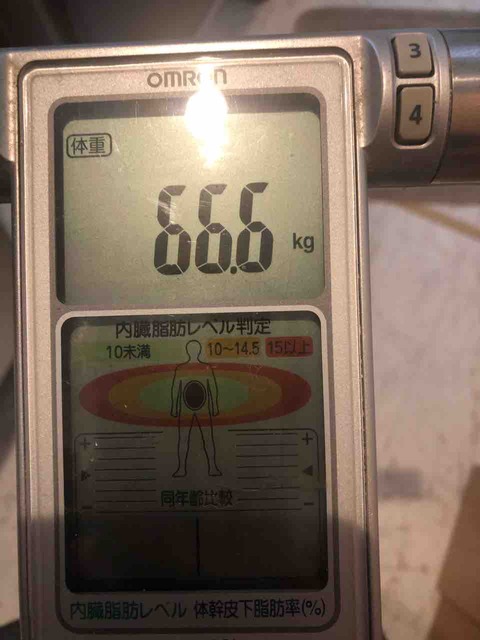 OMRON
3
4
体重
66.6 kg
内臓脂肪レベル判定
10未満 10~14.5 15以上
+ +
- -
同年齢比較
内臓脂肪レベル 体幹皮下脂肪率(%)